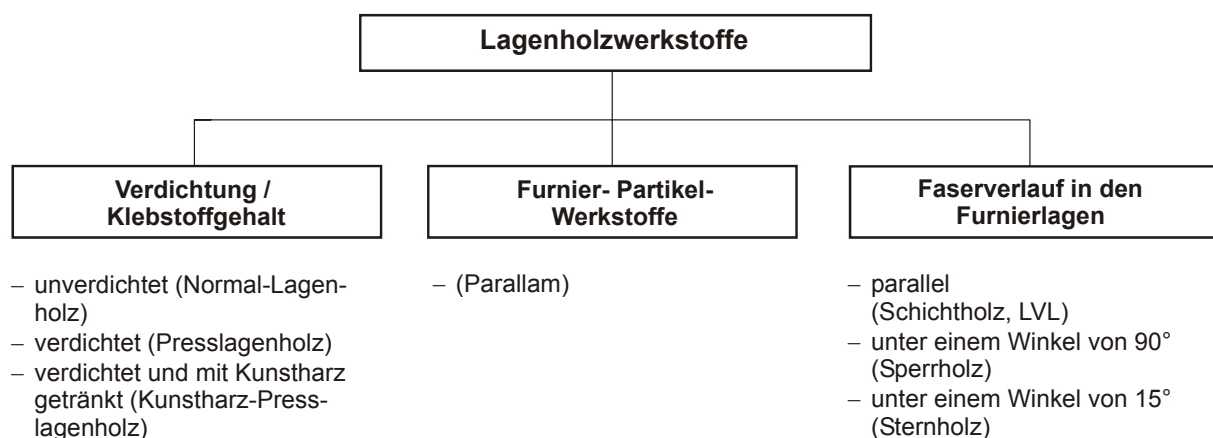 Lagenholzwerkstoffe
Verdichtung /
Klebstoffgehalt
– unverdichtet (Normal-Lagen-
holz)
– verdichtet (Presslagenholz)
– verdichtet und mit Kunstharz
getränkt (Kunstharz-Press-
lagenholz)
Furnier- Partikel-
Werkstoffe
– (Parallam)
Faserverlauf in den
Furnierlagen
– parallel
(Schichtholz, LVL)
– unter einem Winkel von 90°
(Sperrholz)
– unter einem Winkel von 15°
(Sternholz)